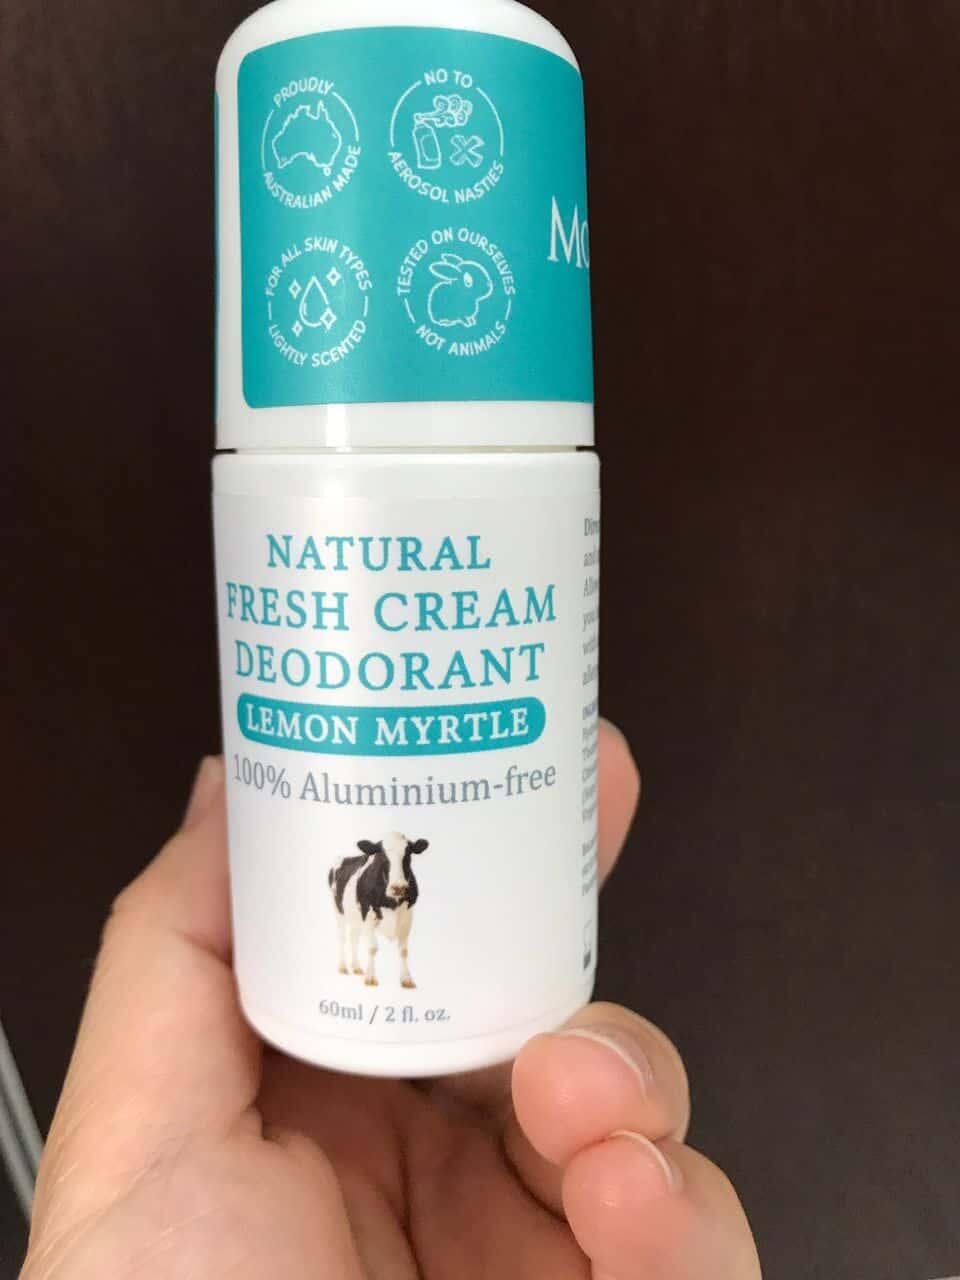 PROUDLY
AUSTRALIAN MADE
NO TO
AEROSOL NASTIES
FOR ALL SKIN TYPES
LIGHTLY SCENTED
TESTED ON OURSELVES
NOT ANIMALS
NATURAL
FRESH CREAM
DEODORANT
LEMON MYRTLE
100% Aluminium-free
60ml / 2 fl. oz.